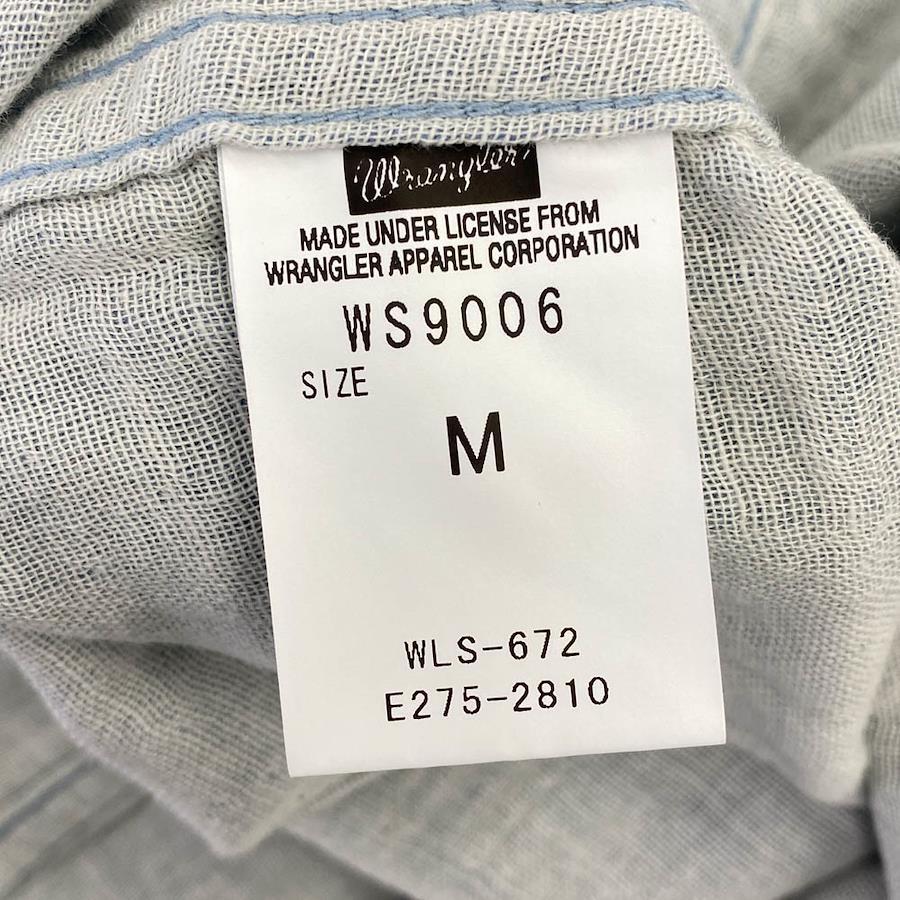 Wrangler
MADE UNDER LICENSE FROM
WRANGLER APPAREL CORPORATION
WS9006
SIZE
M
WLS-672
E275-2810